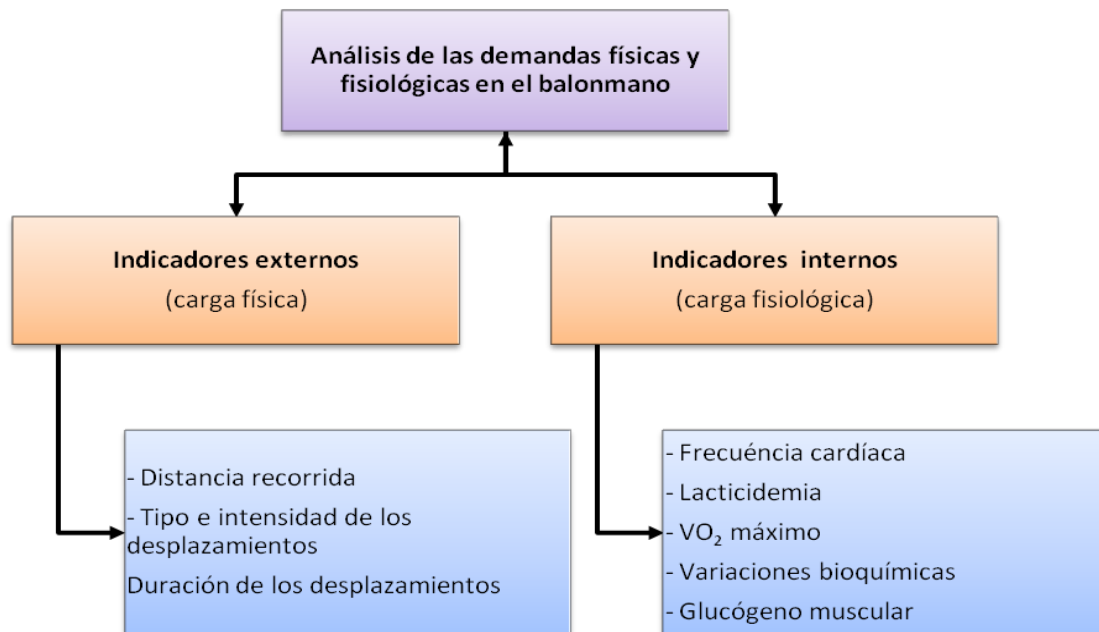 Análisis de las demandas físicas y
fisiológicas en el balonmano
Indicadores externos
(carga física)
Indicadores internos
(carga fisiológica)
- Distancia recorrida
- Tipo e intensidad de los
desplazamientos
Duración de los desplazamientos
- Frecuéncia cardíaca
- Lacticidemia
- VO₂ máximo
- Variaciones bioquímicas
- Glucógeno muscular